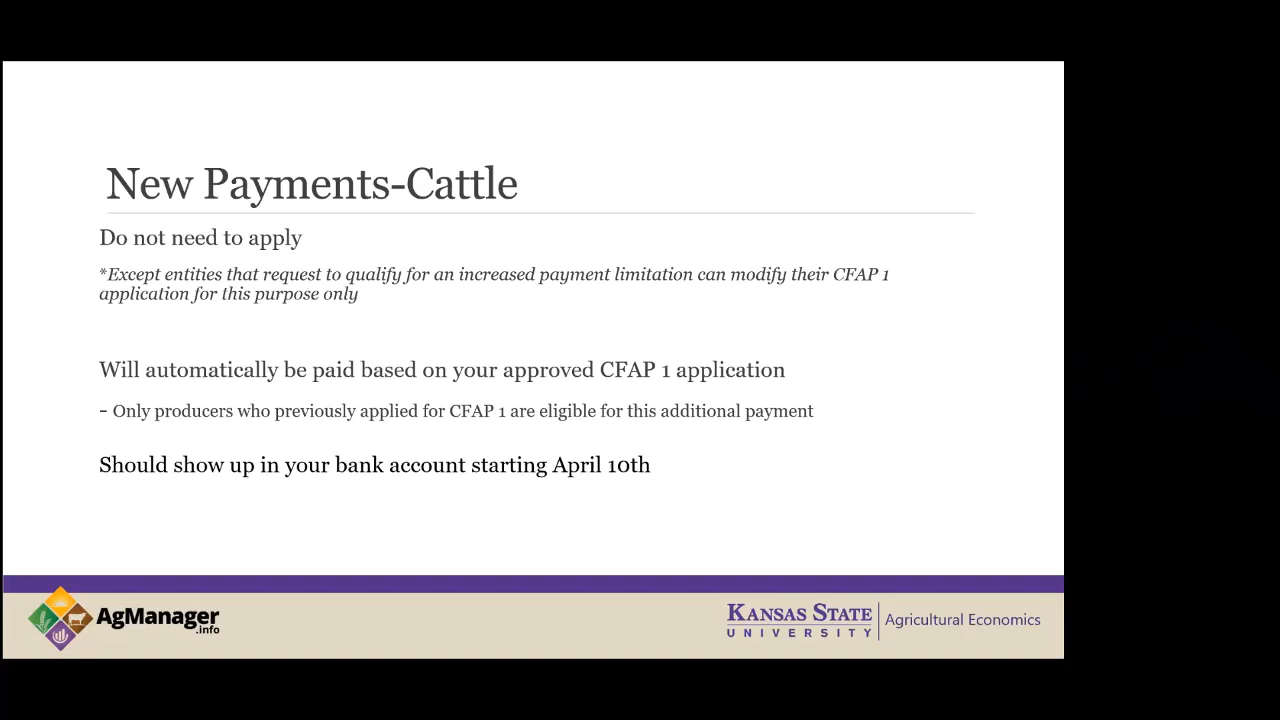 New Payments-Cattle
Do not need to apply
*Except entities that request to qualify for an increased payment limitation can modify their CFAP 1
application for this purpose only
Will automatically be paid based on your approved CFAP 1 application
- Only producers who previously applied for CFAP 1 are eligible for this additional payment
Should show up in your bank account starting April 10th
AgManager
.info
KANSAS STATE
UNIVERSITY
Agricultural Economics